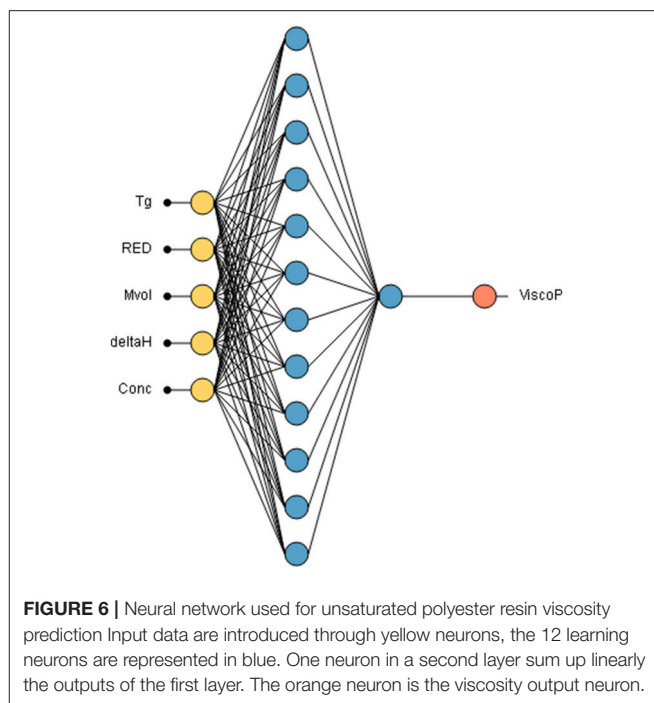 Tg
RED
Mvol
deltaH
Conc
ViscoP
FIGURE 6 | Neural network used for unsaturated polyester resin viscosity
prediction Input data are introduced through yellow neurons, the 12 learning
neurons are represented in blue. One neuron in a second layer sum up linearly
the outputs of the first layer. The orange neuron is the viscosity output neuron.